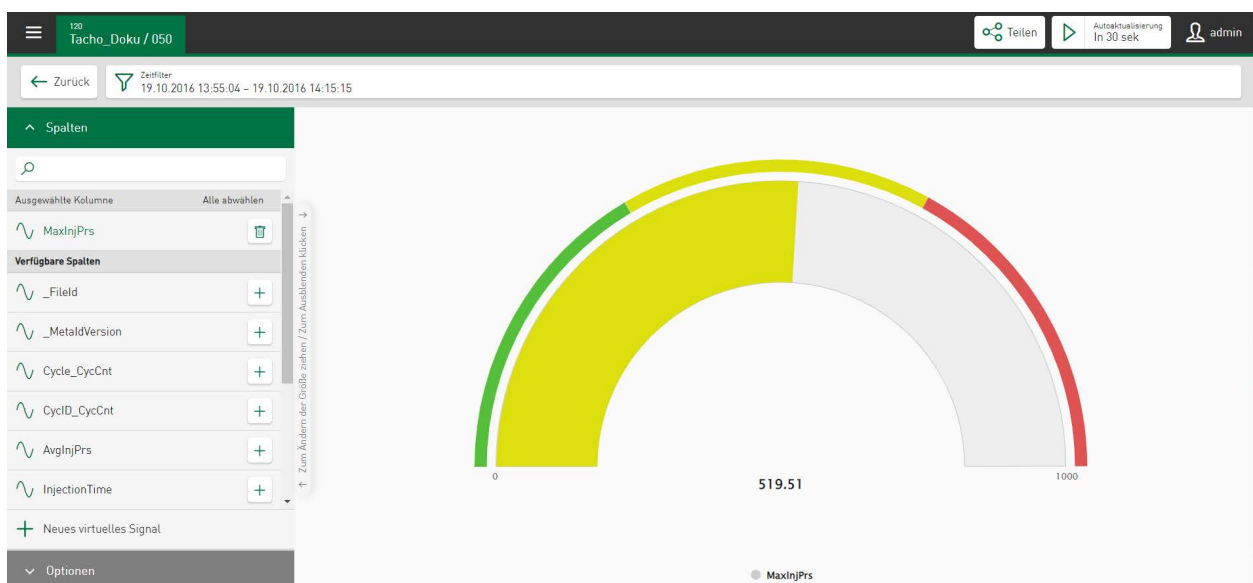 120
Tacho_Doku / 050
Teilen
Autoaktualisierung
In 30 sek
admin
Zurück
Zeitfilter
19.10.2016 13:55:04 – 19.10.2016 14:15:15
Spalten
Ausgewählte Kolumne Alle abwählen
MaxInjPrs
Verfügbare Spalten
_FileId
_MetaIdVersion
Cycle_CycCnt
CycID_CycCnt
AvgInjPrs
InjectionTime
Neues virtuelles Signal
Optionen
← Zum Ändern der Größe ziehen / Zum Ausblenden klicken →
0
519.51
1000
MaxInjPrs